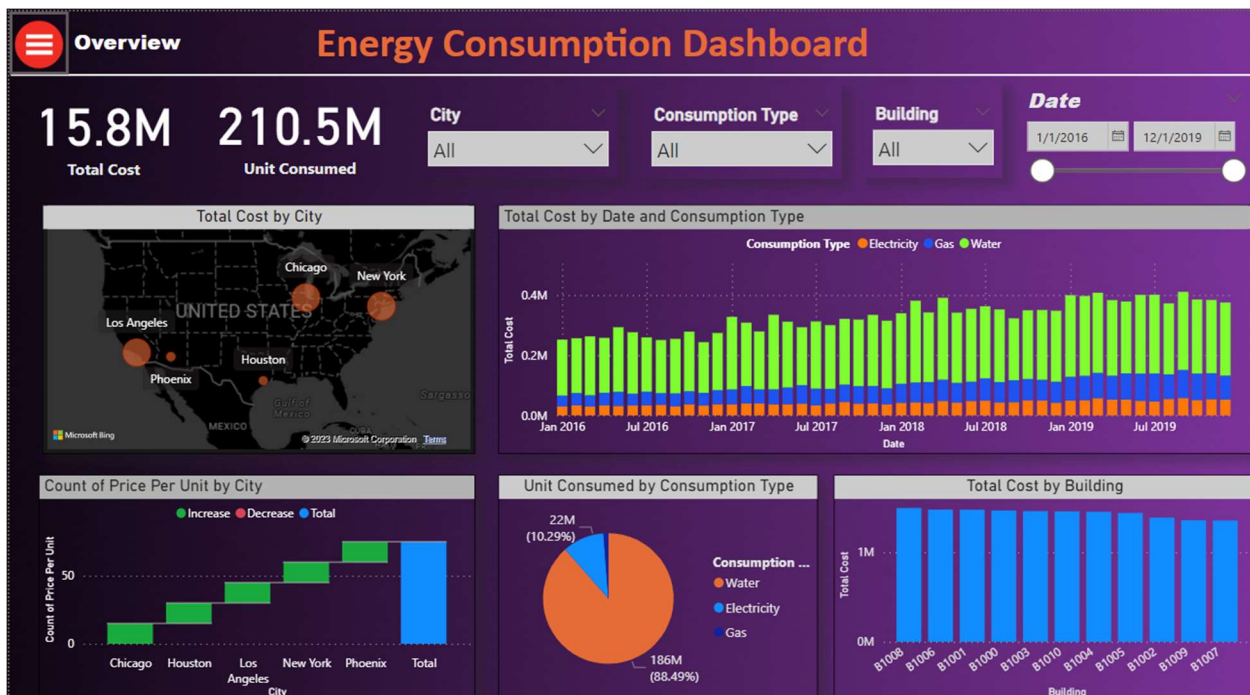 Overview
Energy Consumption Dashboard
15.8M
Total Cost
210.5M
Unit Consumed
City
All
Consumption Type
All
Building
All
Date
1/1/2016
12/1/2019
Total Cost by City
Chicago
New York
UNITED STATES
Los Angeles
Houston
Phoenix
Sargasso
Gulf of
Mexico
MEXICO
CUBA
Microsoft Bing
© 2023 Microsoft Corporation Terms
Total Cost by Date and Consumption Type
Consumption Type Electricity Gas Water
Total Cost
0.4M
0.2M
0.0M
Jan 2016 Jul 2016 Jan 2017 Jul 2017 Jan 2018 Jul 2018 Jan 2019 Jul 2019
Date
Count of Price Per Unit by City
Increase Decrease Total
Count of Price Per Unit
50
0
Chicago Houston Los Angeles New York Phoenix Total
City
Unit Consumed by Consumption Type
22M
(10.29%)
186M
(88.49%)
Consumption ...
Water
Electricity
Gas
Total Cost by Building
Total Cost
1M
0M
B1008 B1006 B1001 B1000 B1003 B1010 B1004 B1005 B1002 B1009 B1007
Building